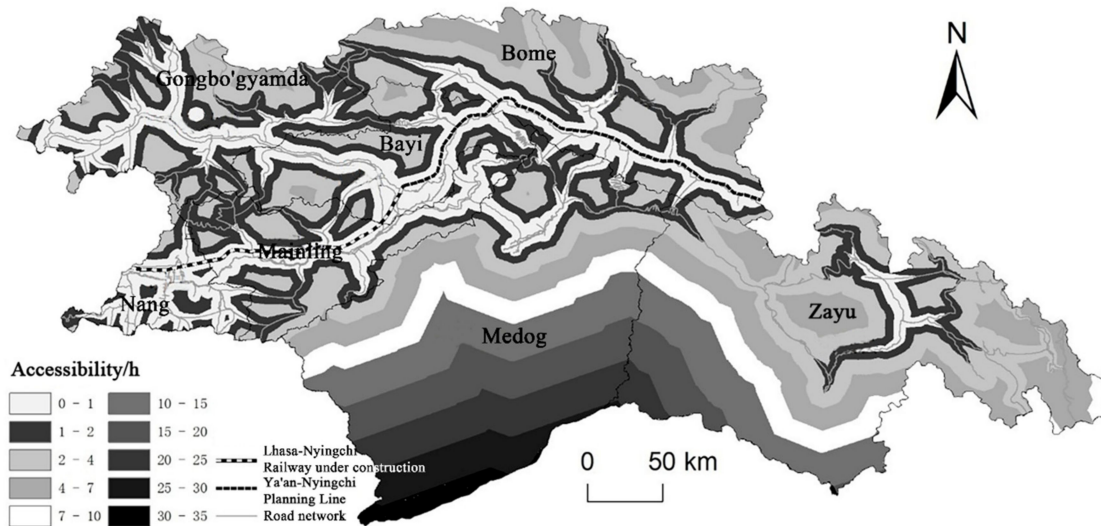 Bome
N
Gongbo'gyamda
Bayi
Mainling
Nang
Medog
Zayu
Accessibility/h
0 - 1
10 - 15
1 - 2
15 - 20
2 - 4
20 - 25
4 - 7
25 - 30
7 - 10
30 - 35
Lhasa-Nyingchi
Railway under construction
Ya'an-Nyingchi
Planning Line
Road network
0
50 km